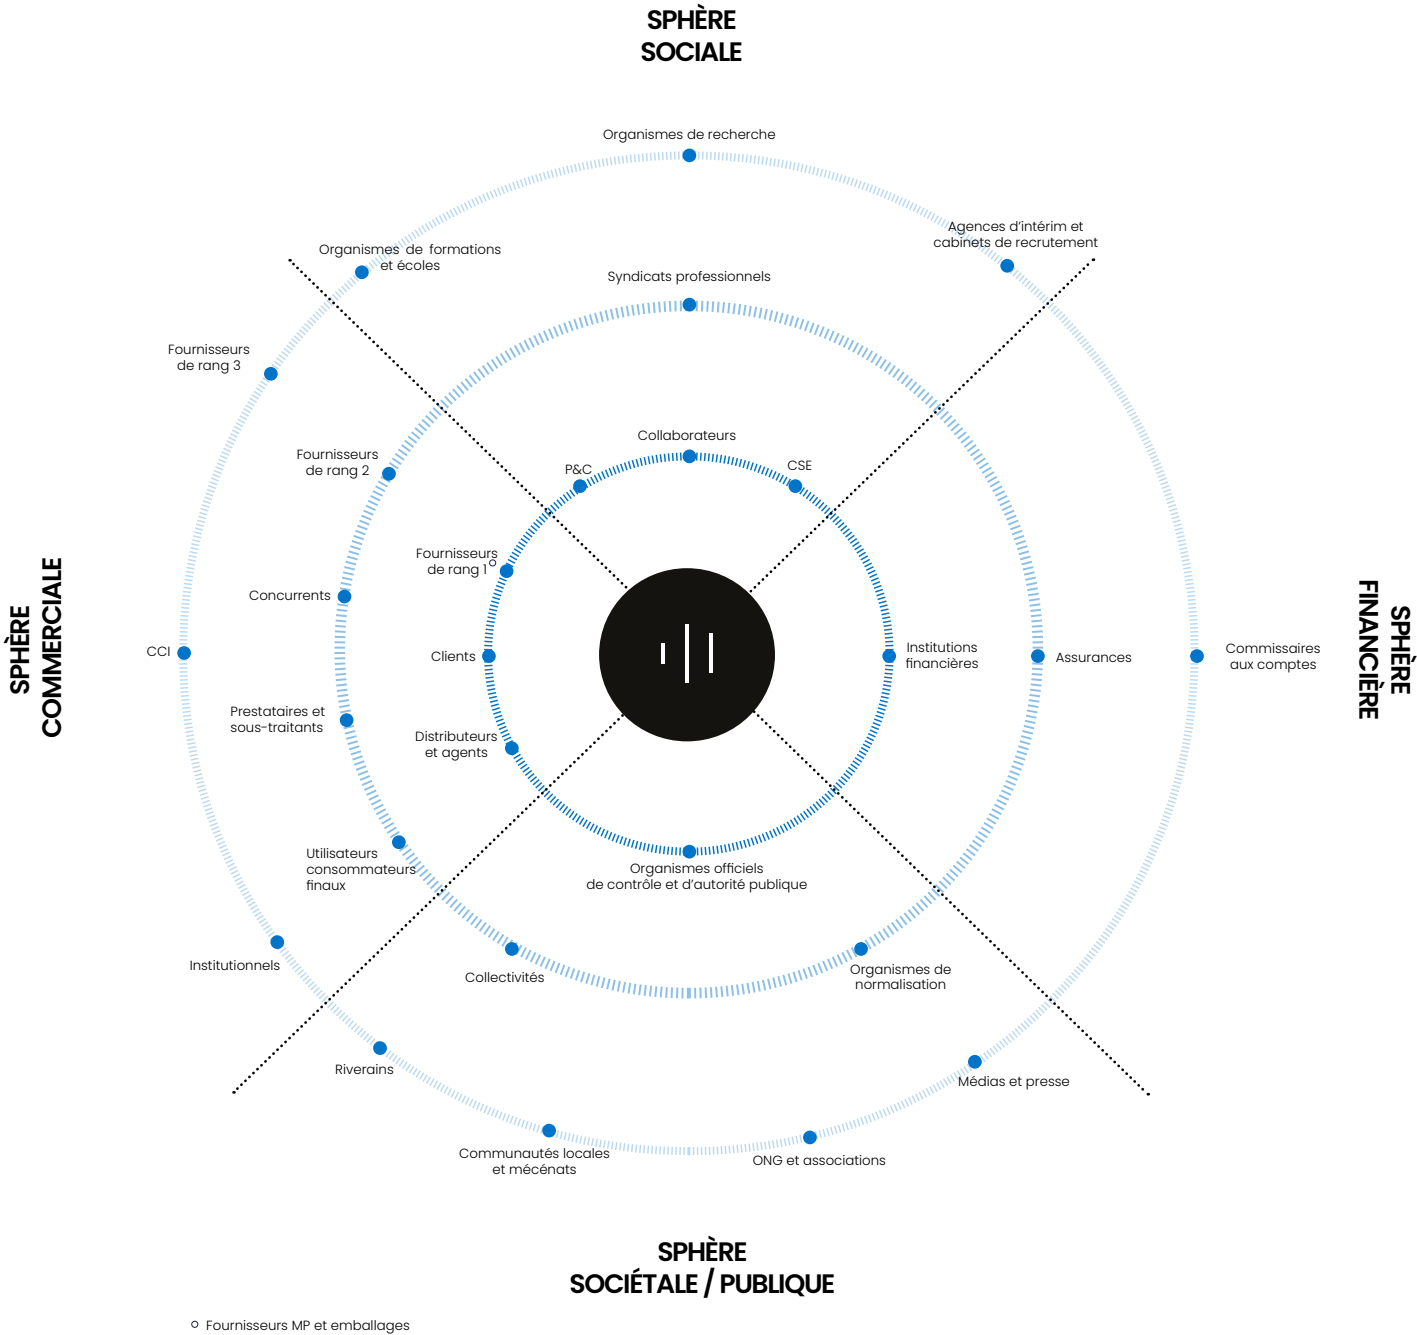 SPHÈRE
SOCIALE
Organismes de recherche
Agences d’intérim et
cabinets de recrutement
Organismes de formations
et écoles
Syndicats professionnels
Fournisseurs
de rang 3
Collaborateurs
Fournisseurs
de rang 2
P&C
CSE
Fournisseurs
de rang 1°
SPHÈRE
COMMERCIALE
Concurrents
CCI
Clients
Institutions
financières
Assurances
Commissaires
aux comptes
SPHÈRE
FINANCIÈRE
Prestataires et
sous-traitants
Distributeurs
et agents
Utilisateurs
consommateurs
finaux
Organismes officiels
de contrôle et d’autorité publique
Institutionnels
Collectivités
Organismes de
normalisation
Riverains
Médias et presse
Communautés locales
et mécénats
ONG et associations
SPHÈRE
SOCIÉTALE / PUBLIQUE
° Fournisseurs MP et emballages